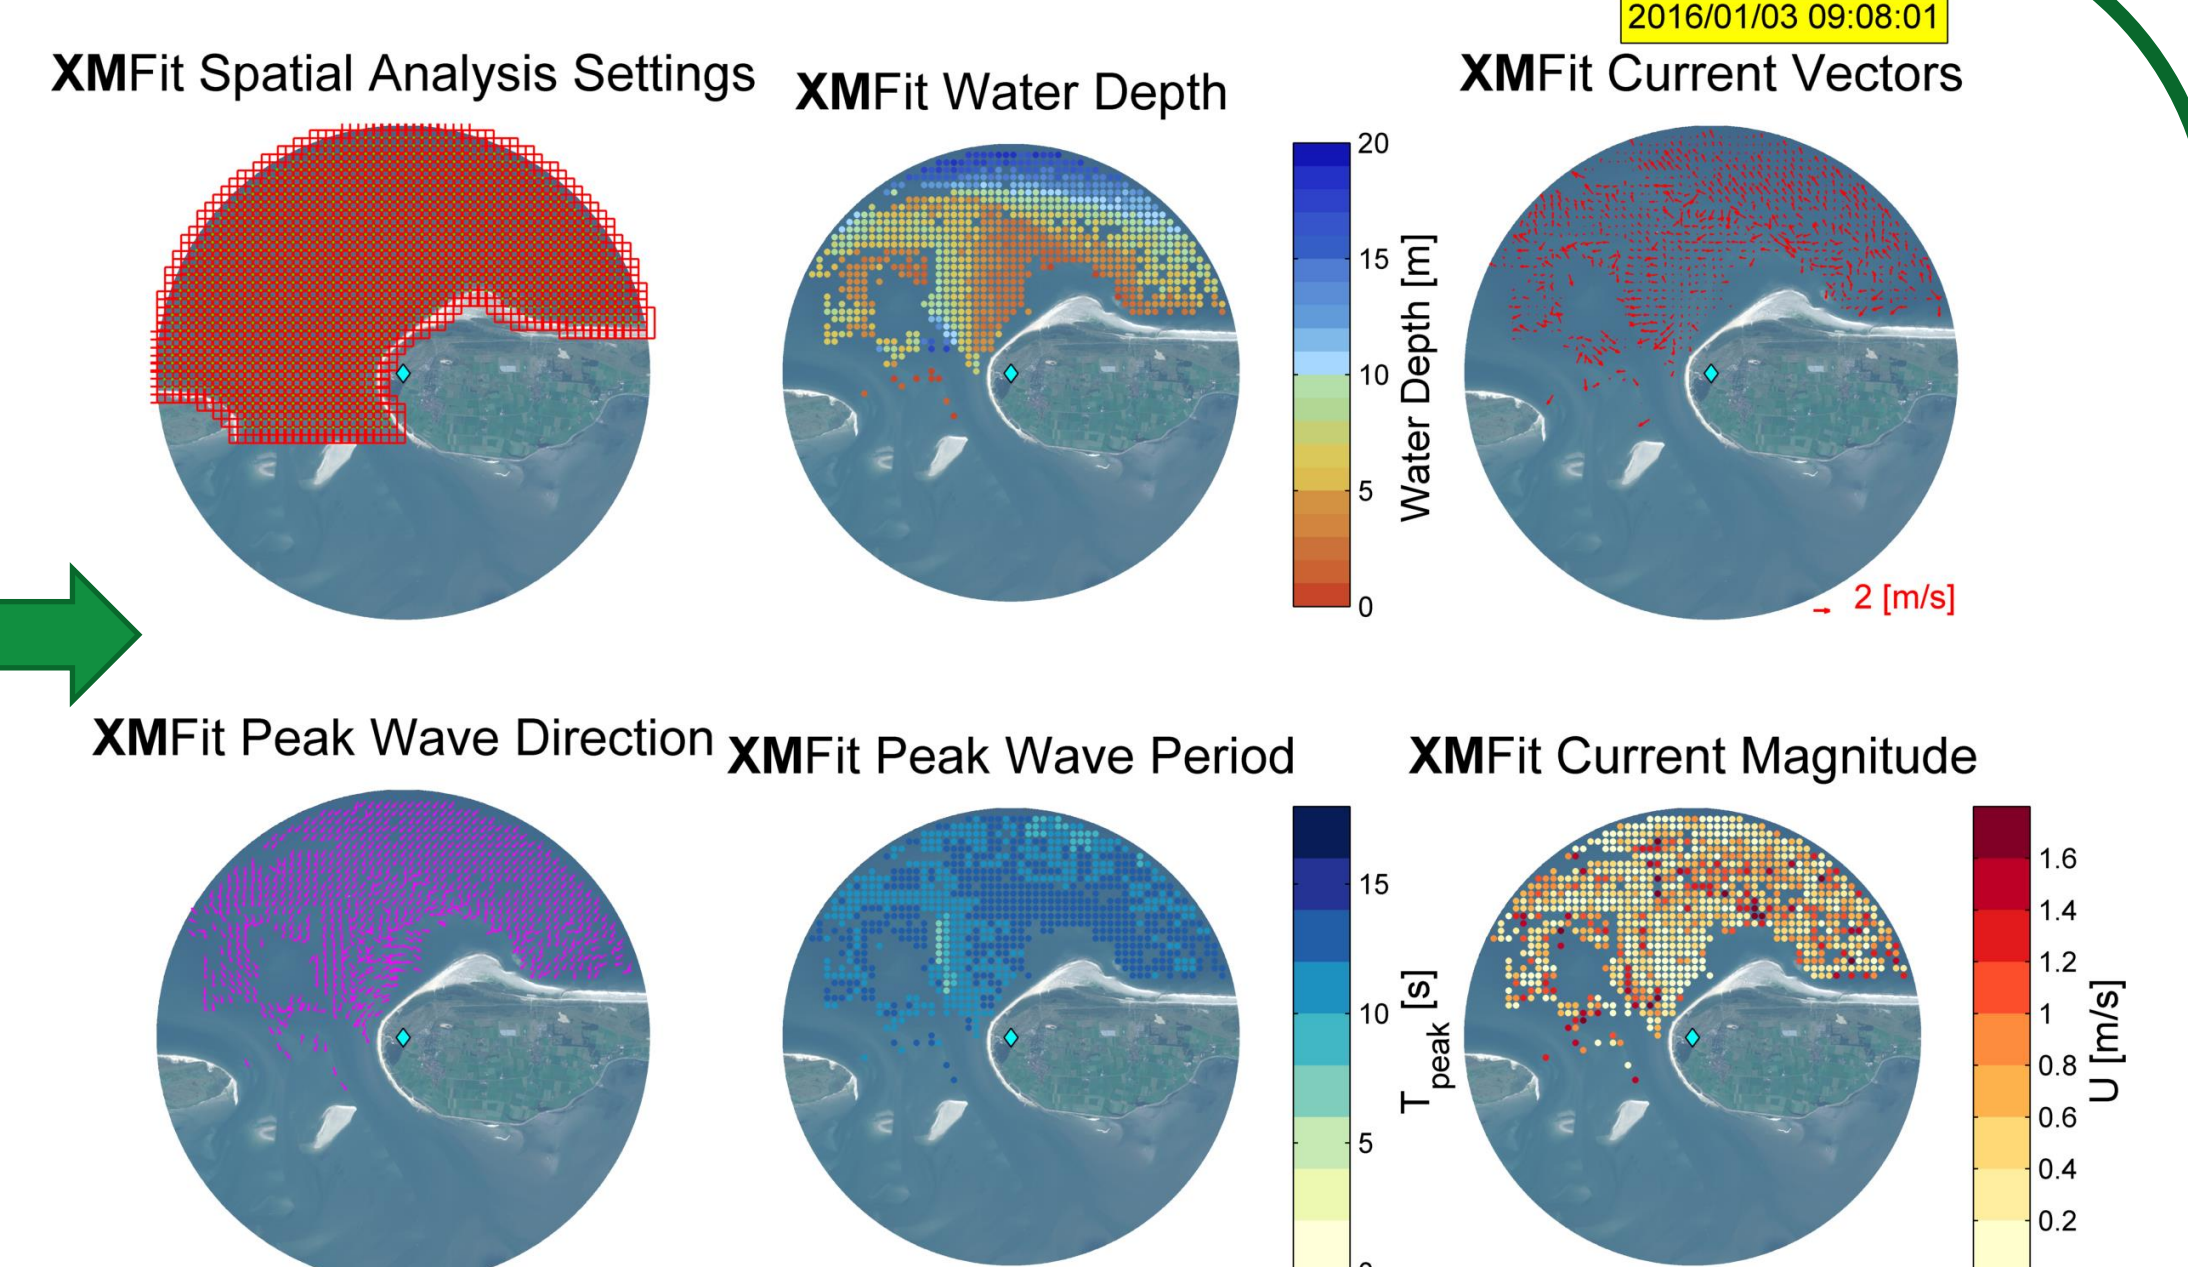 2016/01/03 09:08:01
XMFit Spatial Analysis Settings
XMFit Water Depth
XMFit Current Vectors
20
15
10
5
0
Water Depth [m]
2 [m/s]
XMFit Peak Wave Direction
XMFit Peak Wave Period
XMFit Current Magnitude
15
10
5
Tpeak [s]
1.6
1.4
1.2
1
0.8
0.6
0.4
0.2
U [m/s]